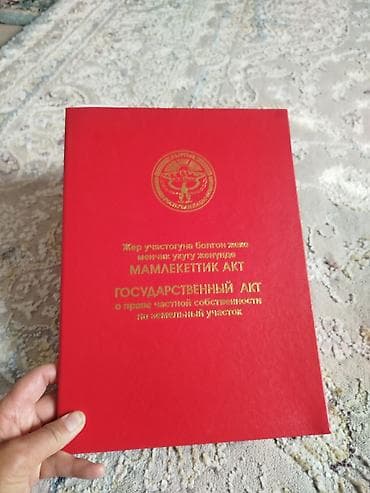 Жер участогуна болгон жеке
менчик укугу жөнүндө
МАМЛЕКЕТТИК АКТ
ГОСУДАРСТВЕННЫЙ АКТ
о праве частной собственности
на земельный участок